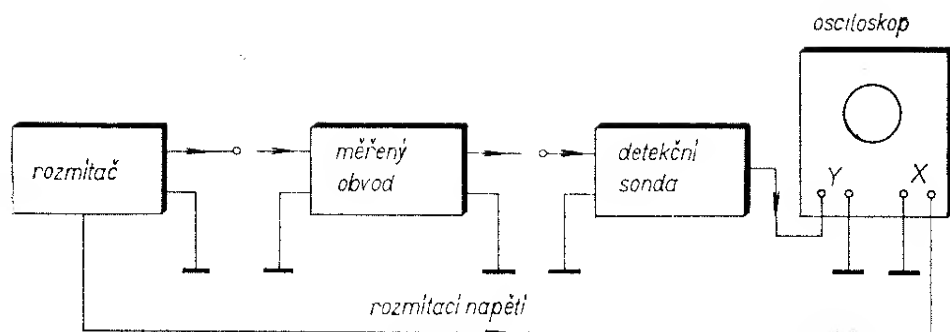 osciloskop
rozmítač
měřený
obvod
detekční
sonda
Y X
rozmítací napětí